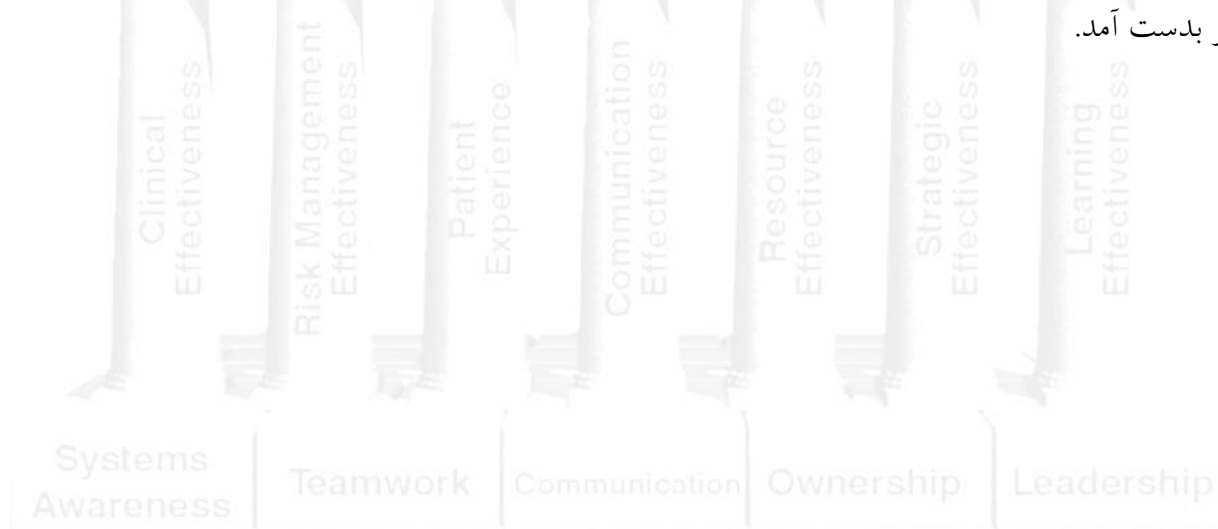 بدست آمد.
Clinical
Effectiveness
Risk Management
Effectiveness
Patient
Experience
Communication
Effectiveness
Resource
Effectiveness
Strategic
Effectiveness
Learning
Effectiveness
Systems
Awareness
Teamwork
Communication
Ownership
Leadership